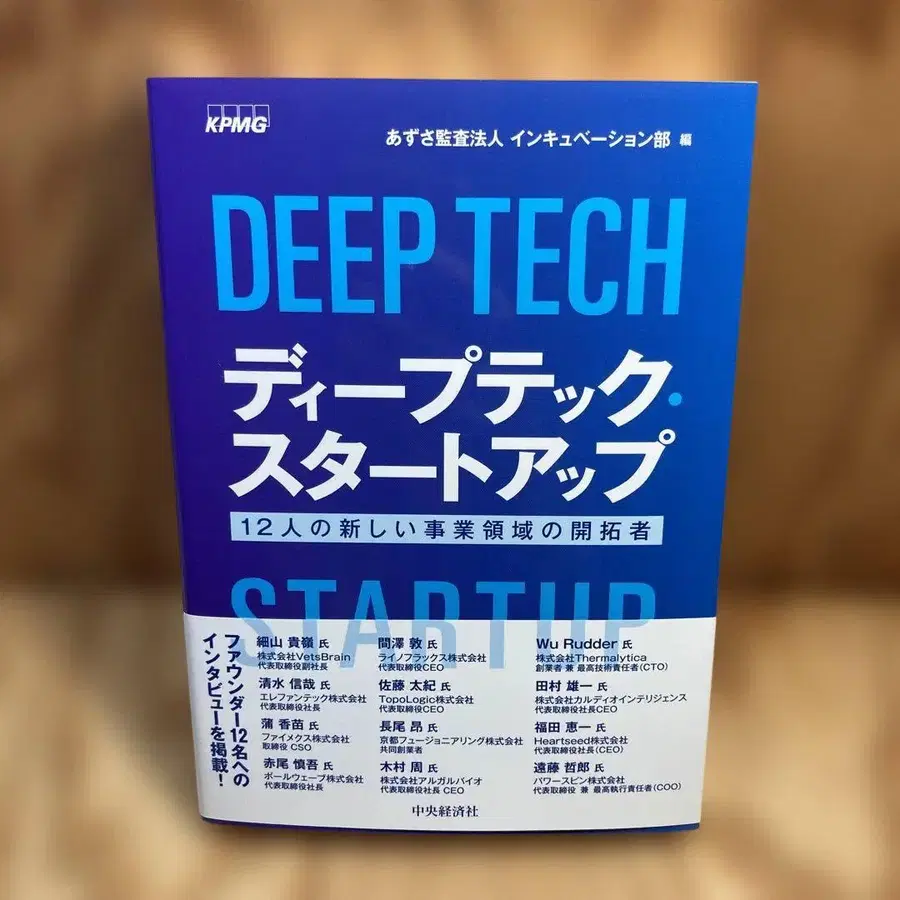 KPMG
あずさ監査法人 インキュベーション部 編
DEEP TECH
ディープテック・
スタートアップ
12人の新しい事業領域の開拓者
STARTUP
ファウンダー12名への
インタビューを掲載!
細山 貴嶺 氏
株式会社VetsBrain
代表取締役副社長
清水 信哉 氏
エレファンテック株式会社
代表取締役社長
蒲 香苗 氏
ファイメクス株式会社
取締役 CSO
赤尾 慎吾 氏
ボールウェーブ株式会社
代表取締役社長
間澤 敦 氏
ライノフラックス株式会社
代表取締役CEO
佐藤 太紀 氏
TopoLogic株式会社
代表取締役CEO
長尾 昂 氏
京都フュージョニアリング株式会社
共同創業者
木村 周 氏
株式会社アルガルバイオ
代表取締役社長 CEO
Wu Rudder 氏
株式会社Thermalytica
創業者 兼 最高技術責任者(CTO)
田村 雄一 氏
株式会社カルディオインテリジェンス
代表取締役社長CEO
福田 恵一 氏
Heartseed株式会社
代表取締役社長(CEO)
遠藤 哲郎 氏
パワースピン株式会社
代表取締役 兼 最高執行責任者(COO)
中央経済社